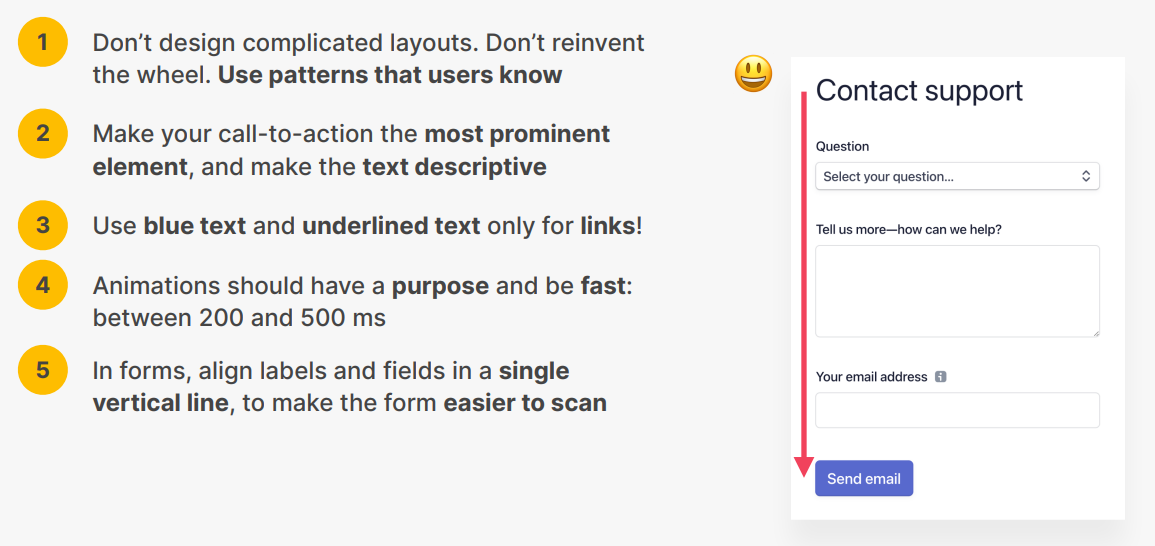 1
Don’t design complicated layouts. Don’t reinvent
the wheel. Use patterns that users know
2
Make your call-to-action the most prominent
element, and make the text descriptive
3
Use blue text and underlined text only for links!
4
Animations should have a purpose and be fast:
between 200 and 500 ms
5
In forms, align labels and fields in a single
vertical line, to make the form easier to scan
Contact support
Question
Select your question...
Tell us more—how can we help?
Your email address i
Send email